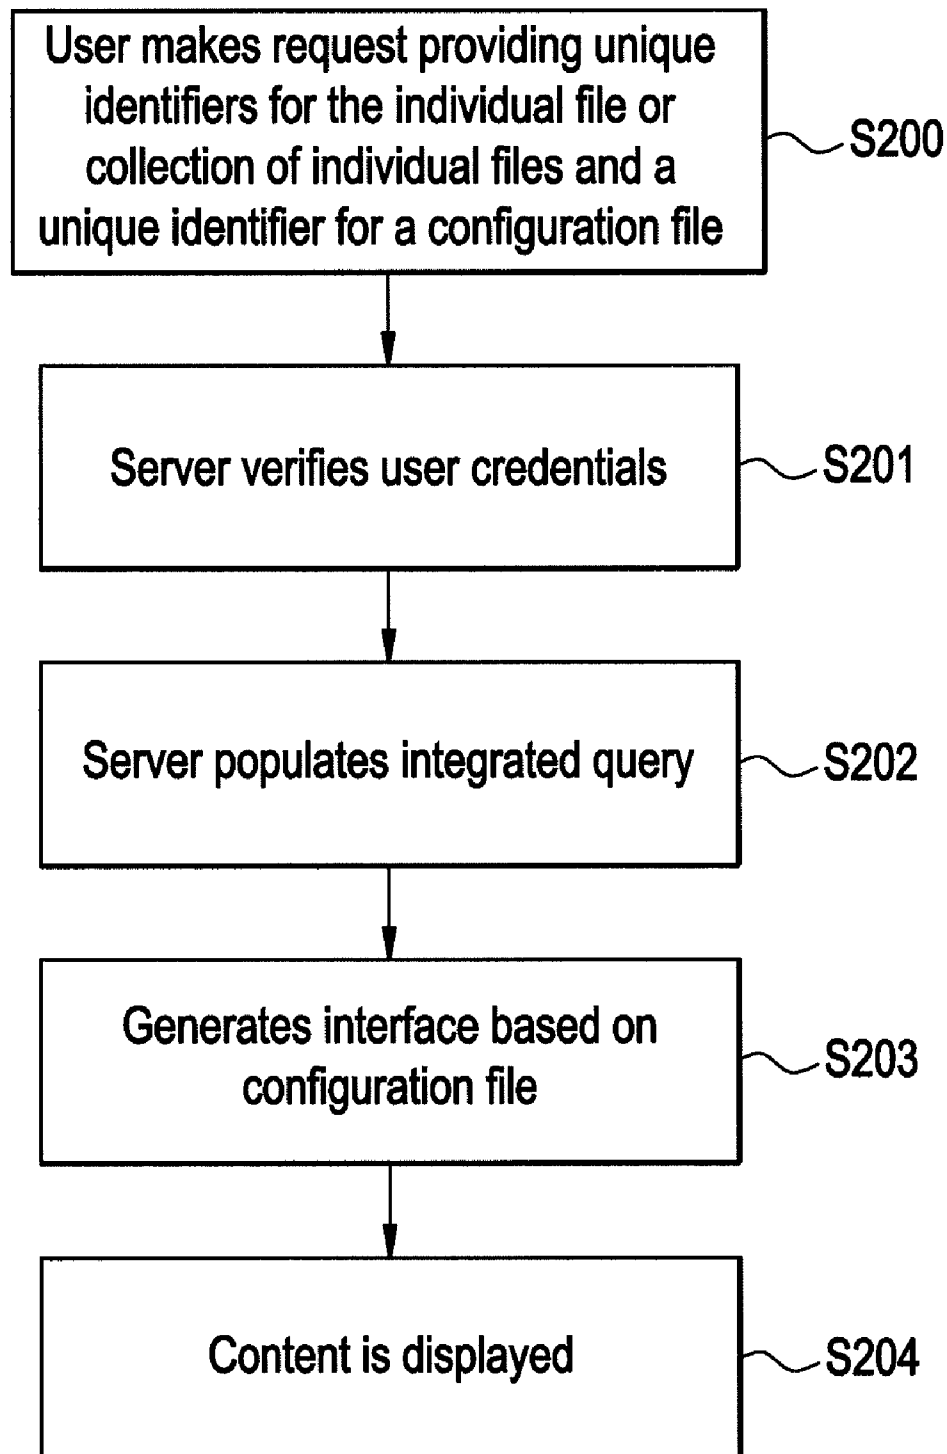 User makes request providing unique
identifiers for the individual file or
collection of individual files and a
unique identifier for a configuration file
S200
Server verifies user credentials
S201
Server populates integrated query
S202
Generates interface based on
configuration file
S203
Content is displayed
S204